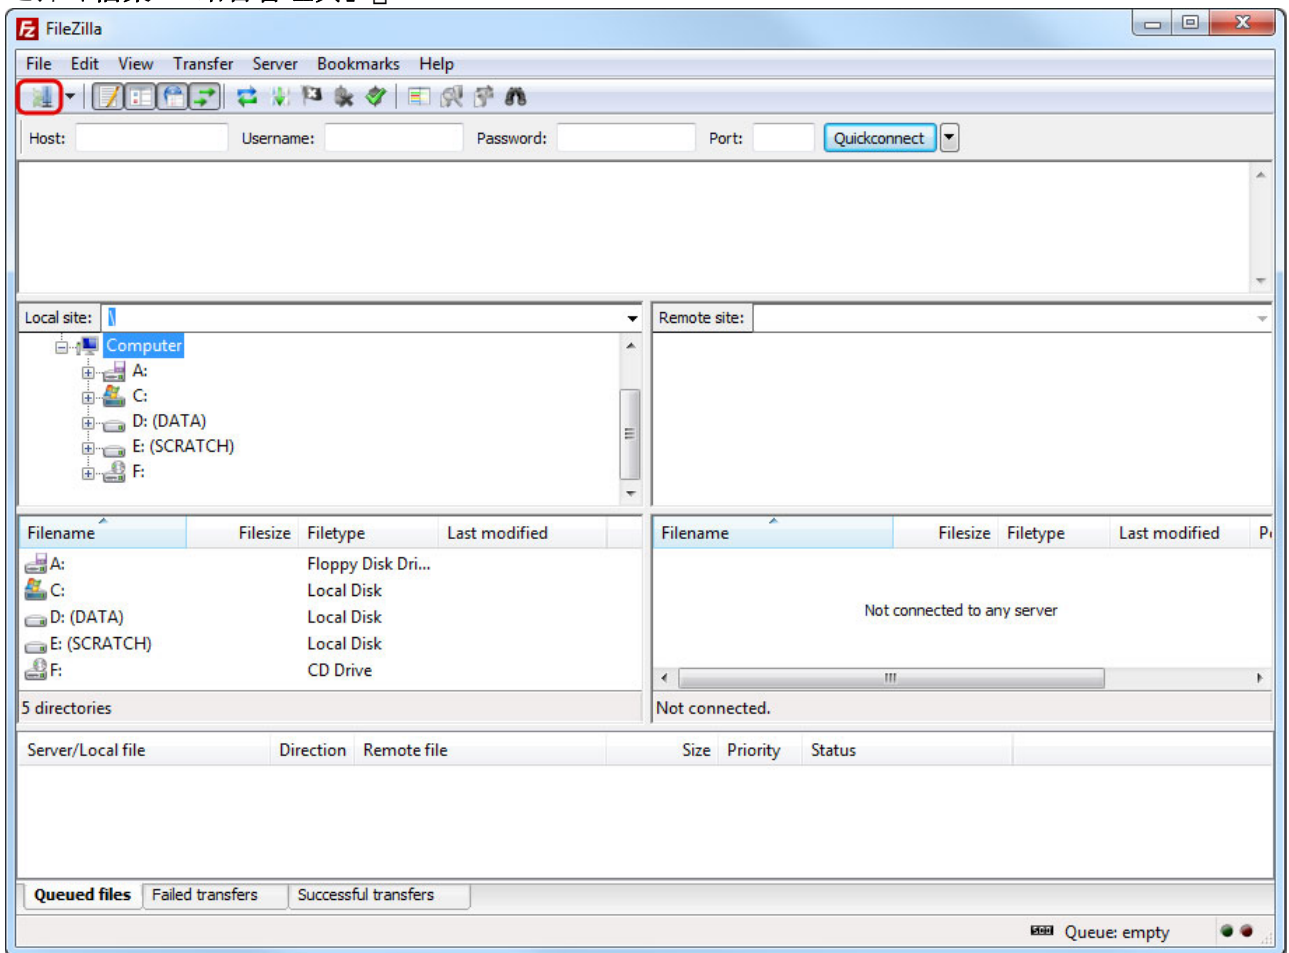 FileZilla
File Edit View Transfer Server Bookmarks Help
Host: Username: Password: Port: Quickconnect
Local site: \ Remote site:
Computer
A:
C:
D: (DATA)
E: (SCRATCH)
F:
Filename Filesize Filetype Last modified Filename Filesize Filetype Last modified
A: Floppy Disk Dri...
C: Local Disk
D: (DATA) Local Disk
E: (SCRATCH) Local Disk
F: CD Drive
Not connected to any server
5 directories Not connected.
Server/Local file Direction Remote file Size Priority Status
Queued files Failed transfers Successful transfers
Queue: empty